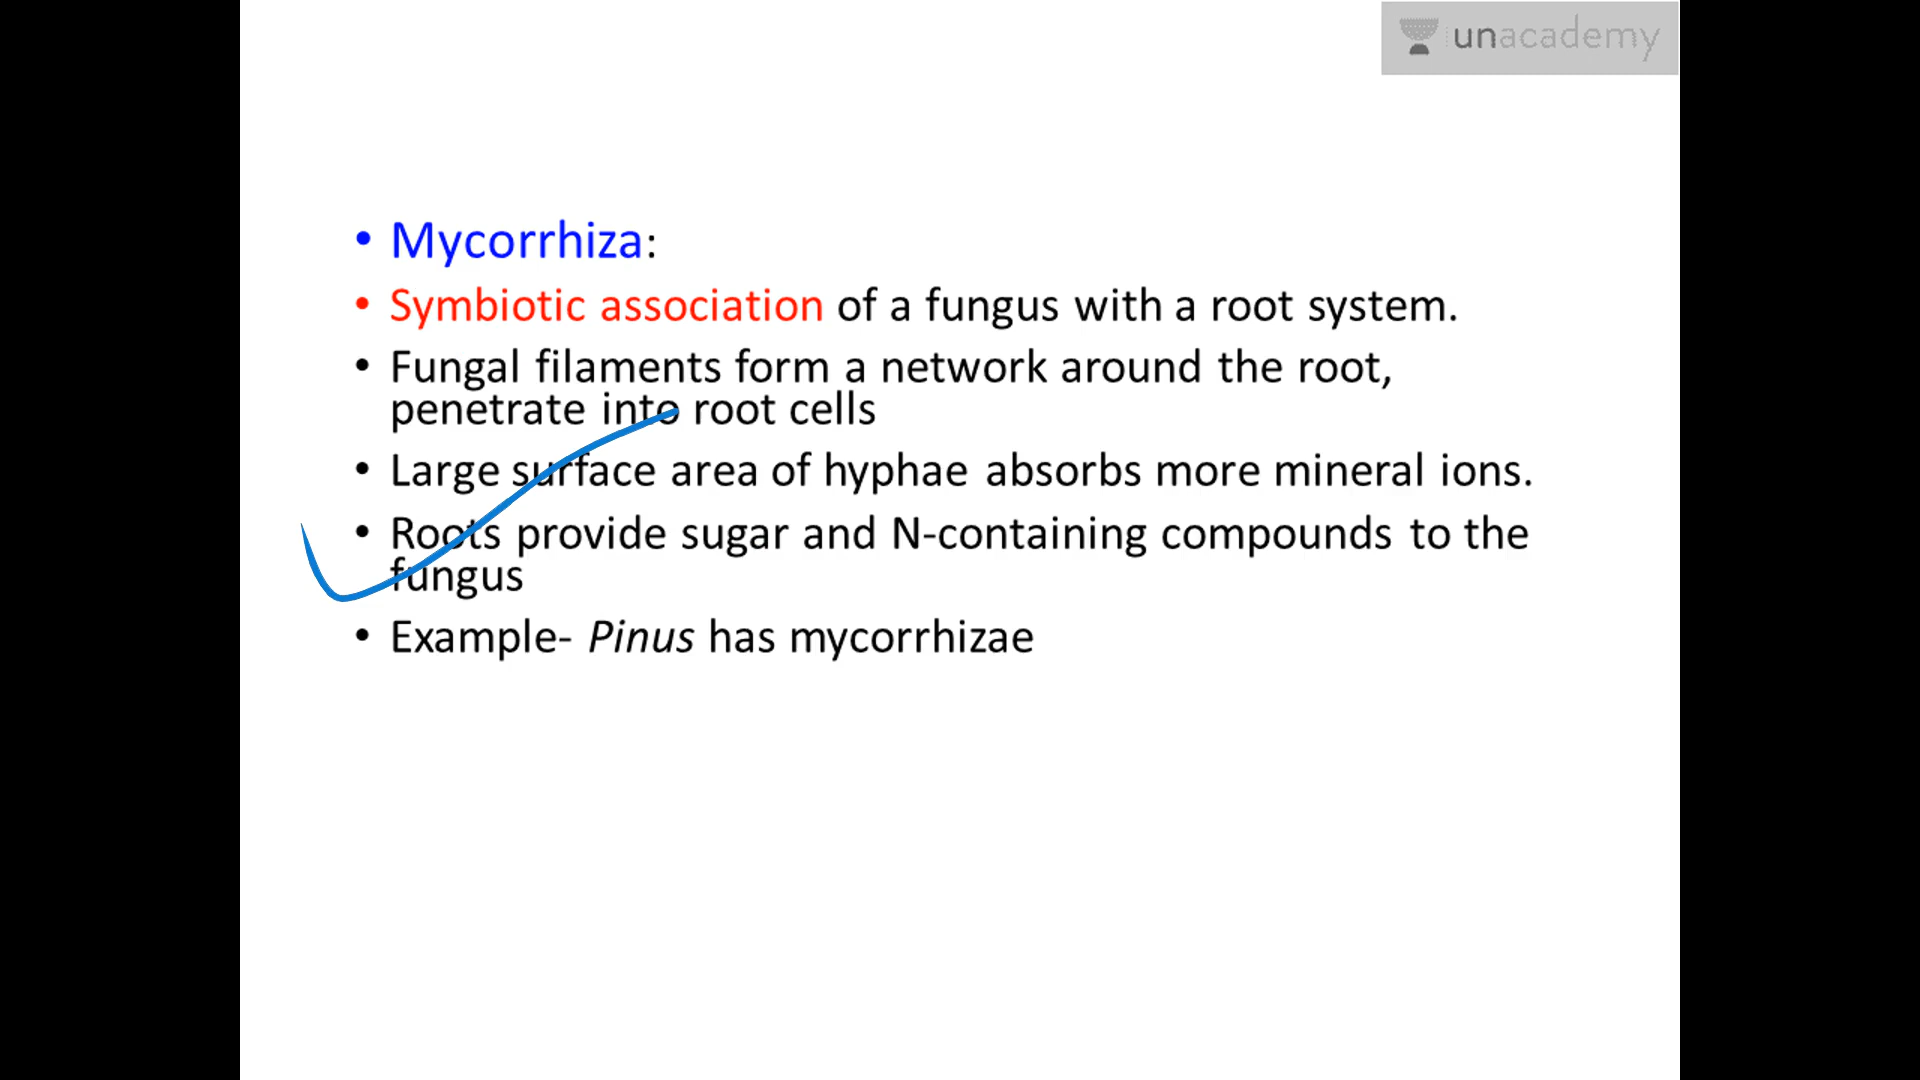 unacademy
• Mycorrhiza:
• Symbiotic association of a fungus with a root system.
• Fungal filaments form a network around the root,
penetrate into root cells
• Large surface area of hyphae absorbs more mineral ions.
• Roots provide sugar and N-containing compounds to the
fungus
• Example- Pinus has mycorrhizae